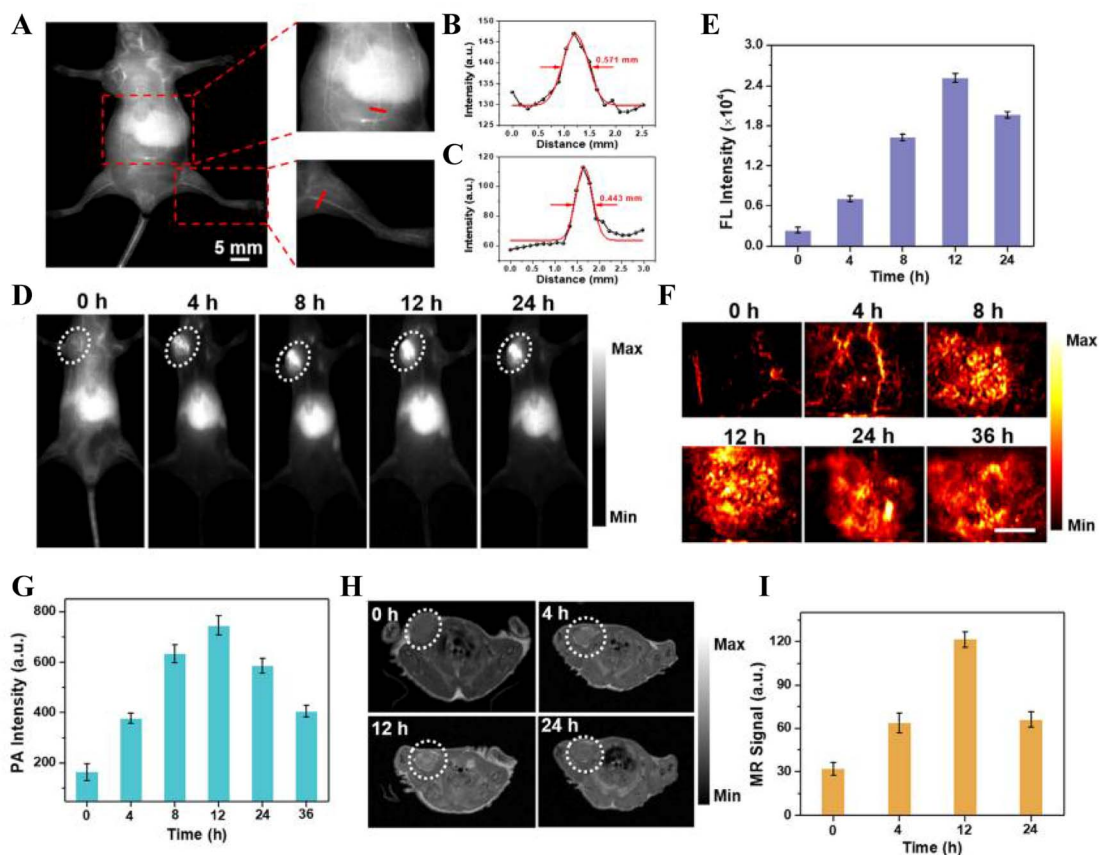 A
5 mm
B
Intensity (a.u.)
150
145
140
135
130
125
0.571 mm
0.0 0.5 1.0 1.5 2.0 2.5
Distance (mm)
C
Intensity (a.u.)
120
100
80
60
0.443 mm
0.0 0.5 1.0 1.5 2.0 2.5 3.0
Distance (mm)
E
FL Intensity (×10⁴)
3.0
2.4
1.8
1.2
0.6
0.0
0 4 8 12 24
Time (h)
D
0 h 4 h 8 h 12 h 24 h
Max
Min
F
0 h 4 h 8 h
12 h 24 h 36 h
Max
Min
G
PA Intensity (a.u.)
800
600
400
200
0 4 8 12 24 36
Time (h)
H
0 h 4 h
12 h 24 h
Max
Min
I
MR Signal (a.u.)
120
90
60
30
0
0 4 12 24
Time (h)